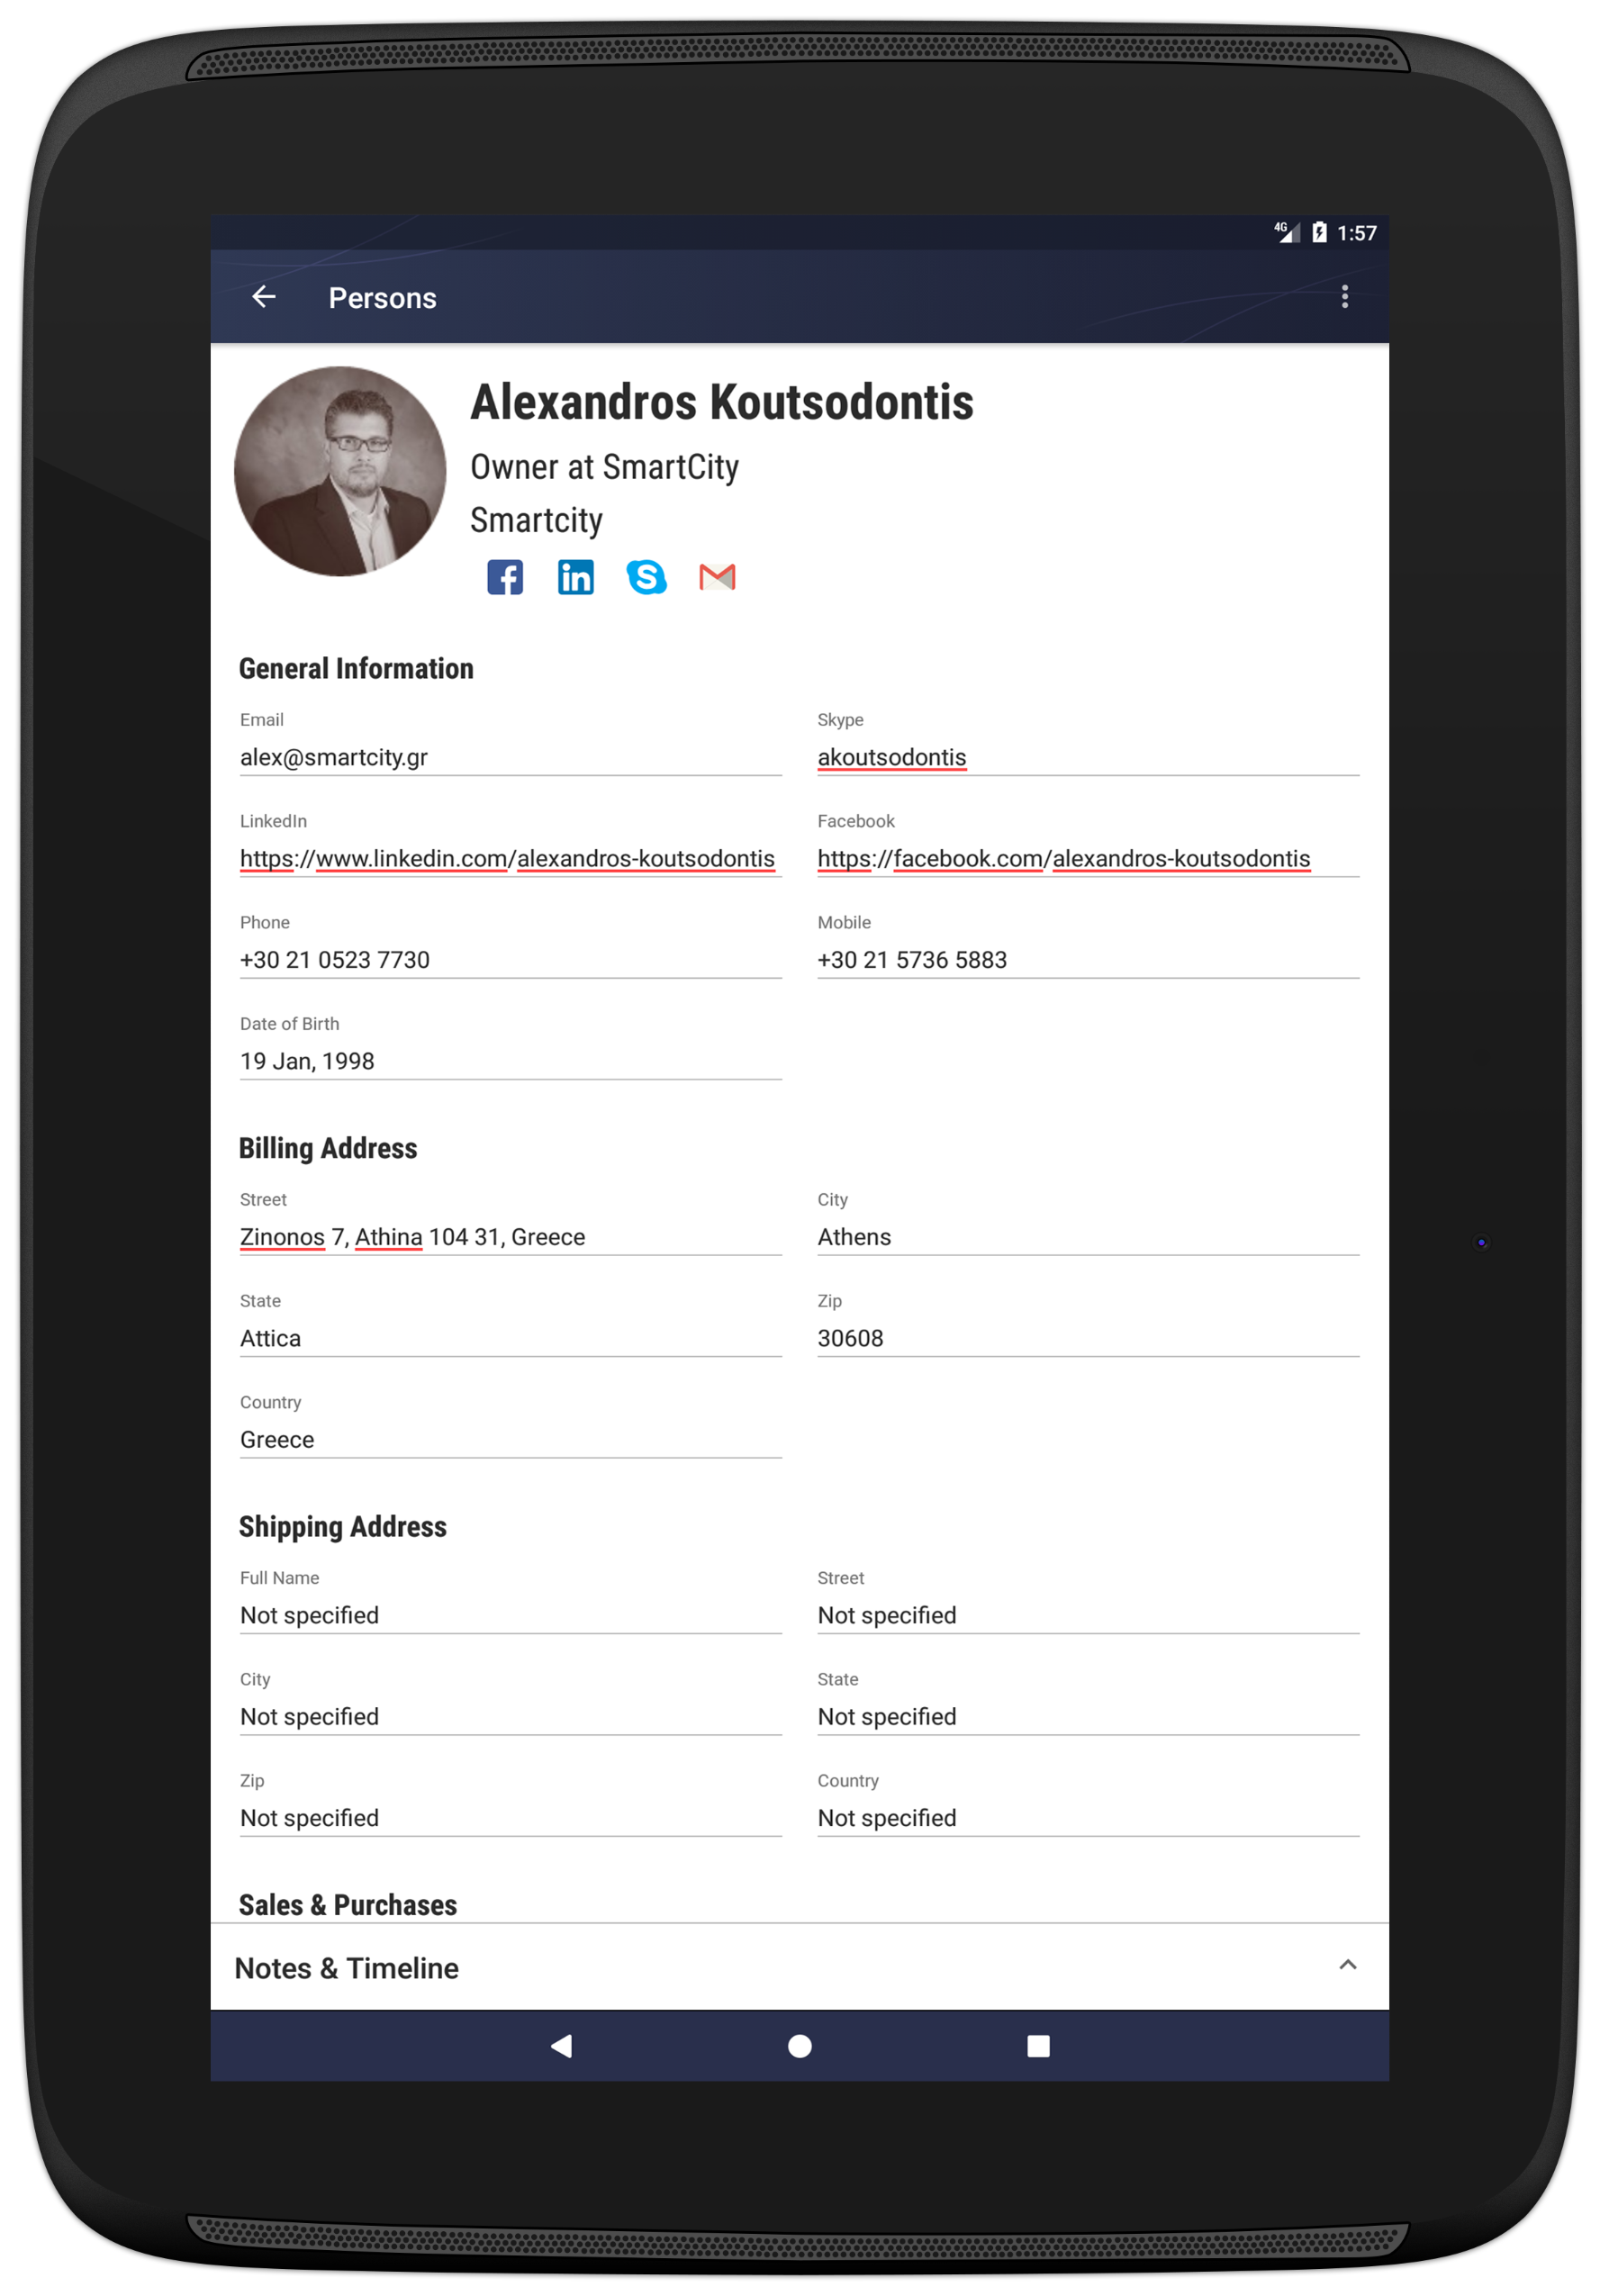 4G 1:57
Persons
Alexandros Koutsodontis
Owner at SmartCity
Smartcity
General Information
Email
alex@smartcity.gr
Skype
akoutsodontis
LinkedIn
https://www.linkedin.com/alexandros-koutsodontis
Facebook
https://facebook.com/alexandros-koutsodontis
Phone
+30 21 0523 7730
Mobile
+30 21 5736 5883
Date of Birth
19 Jan, 1998
Billing Address
Street
Zinonos 7, Athina 104 31, Greece
City
Athens
State
Attica
Zip
30608
Country
Greece
Shipping Address
Full Name
Not specified
Street
Not specified
City
Not specified
State
Not specified
Zip
Not specified
Country
Not specified
Sales & Purchases
Notes & Timeline